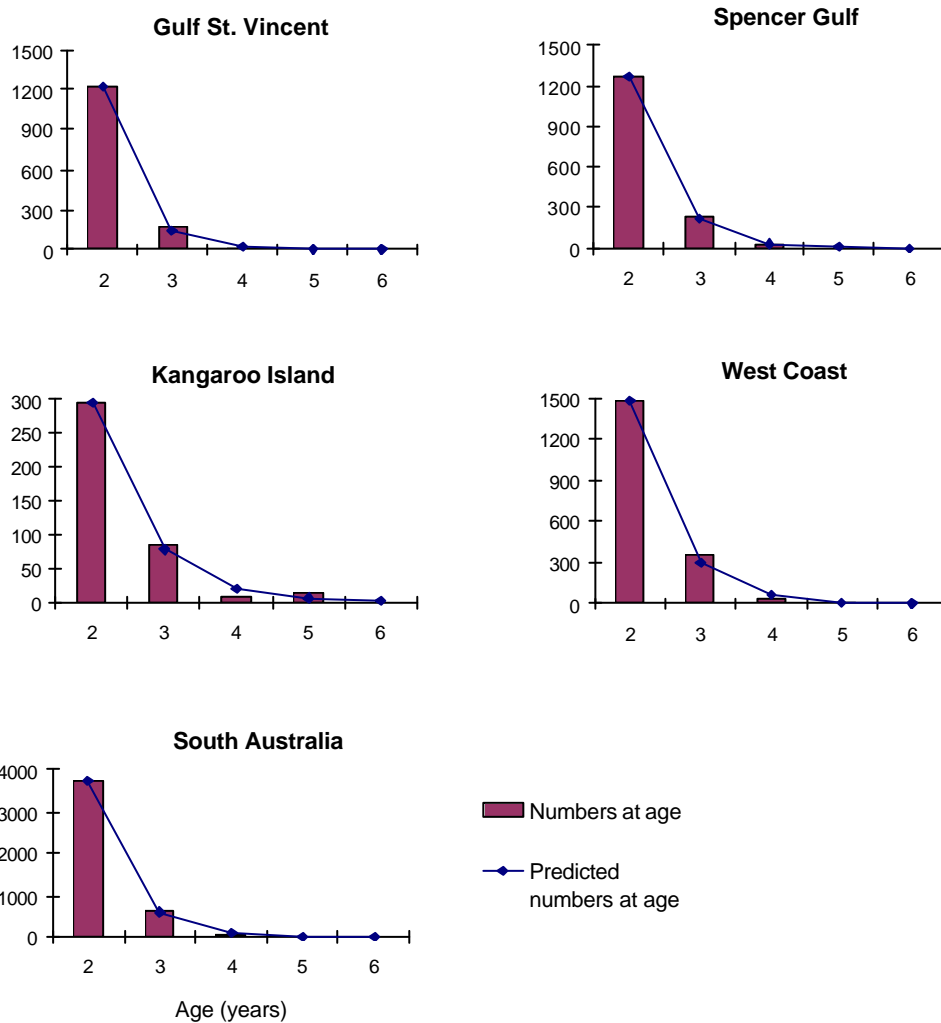 Gulf St. Vincent
1500
1200
900
600
300
0
2 3 4 5 6
Spencer Gulf
1500
1200
900
600
300
0
2 3 4 5 6
Kangaroo Island
300
250
200
150
100
50
0
2 3 4 5 6
West Coast
1500
1200
900
600
300
0
2 3 4 5 6
South Australia
4000
3000
2000
1000
0
2 3 4 5 6
Age (years)
Numbers at age
Predicted
numbers at age